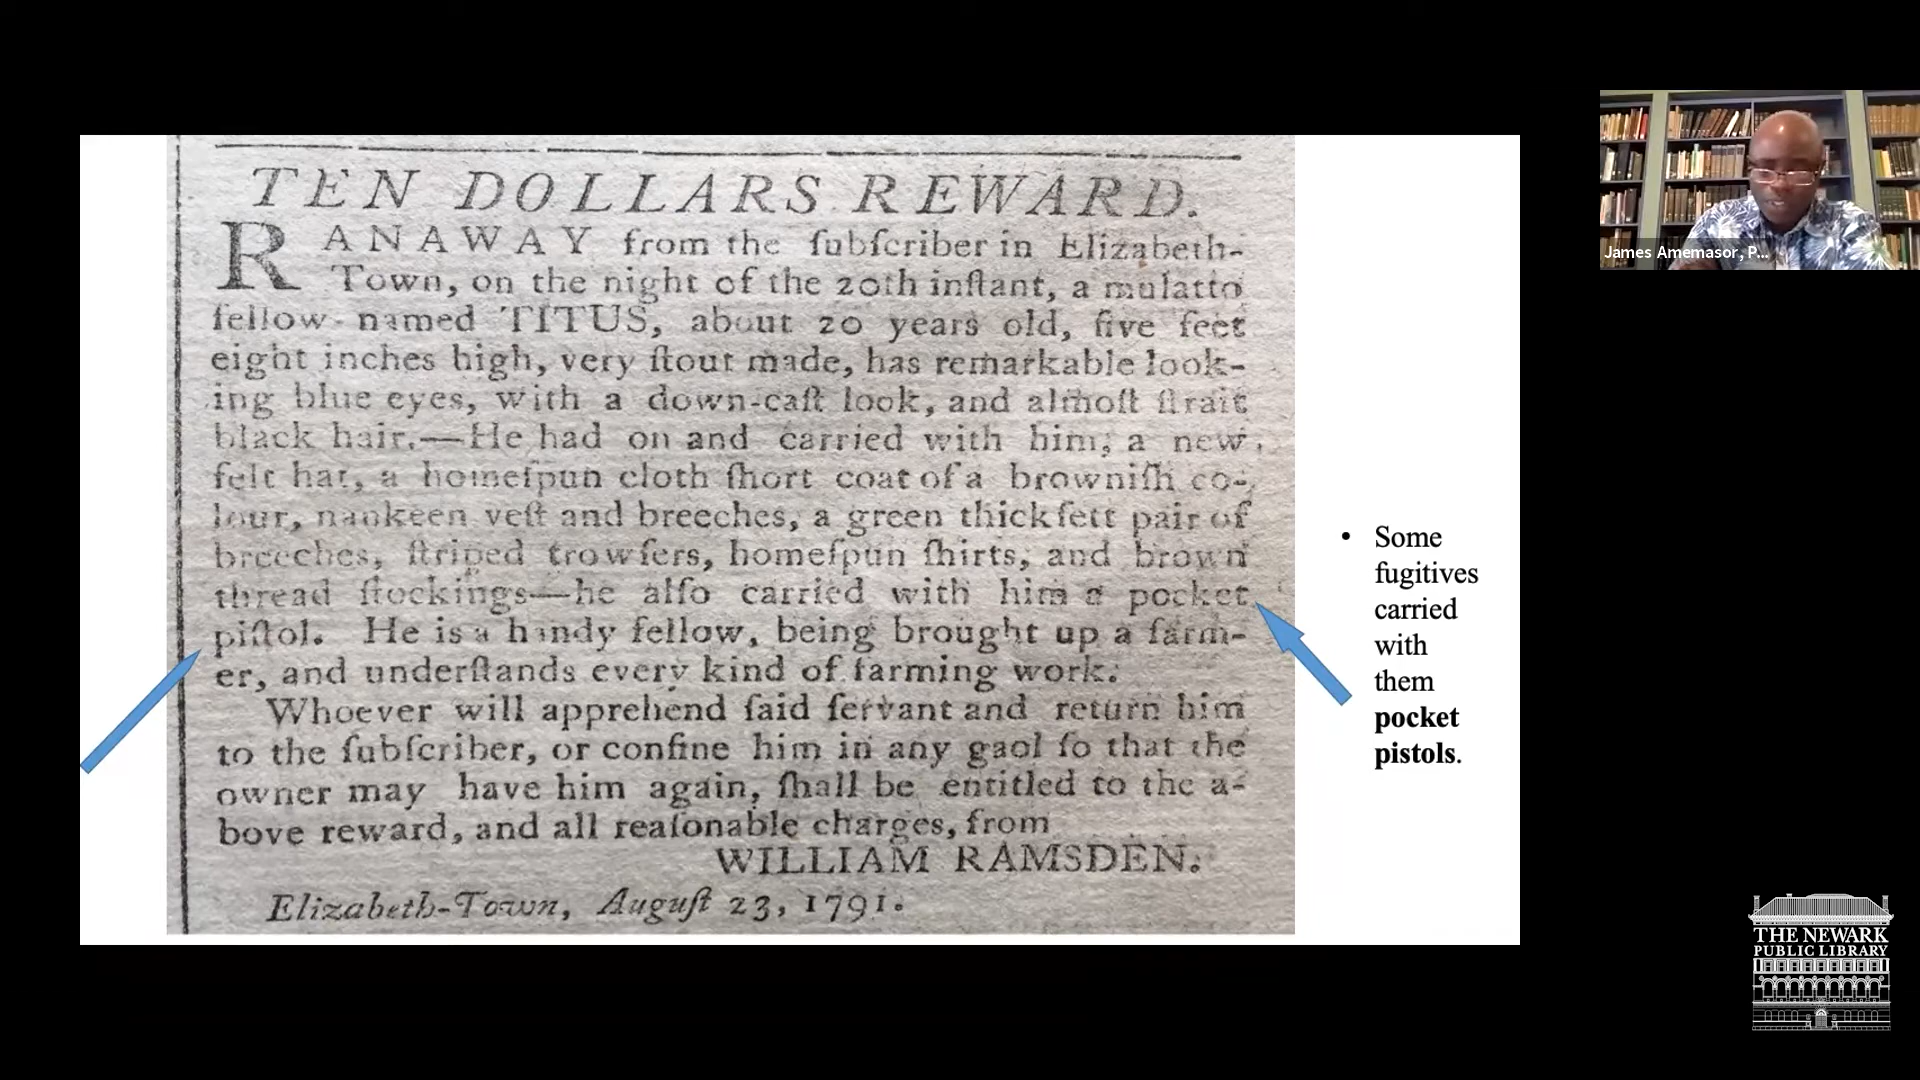 TEN DOLLARS REWARD.
RANAWAY from the ſubſcriber in Elizabeth-
Town, on the night of the 20th inſtant, a mulatto
fellow named TITUS, about 20 years old, five feet
eight inches high, very ſtout made, has remarkable look-
ing blue eyes, with a down-caſt look, and almoſt ſtrait
black hair.—He had on and carried with him, a new
felt hat, a homeſpun cloth ſhort coat of a browniſh co-
lour, nankeen veſt and breeches, a green thickſett pair of
breeches, ſtriped trowſers, homeſpun ſhirts, and brown
thread ſtockings—he alſo carried with him a pocket
piſtol. He is a handy fellow, being brought up a farm-
er, and underſtands every kind of farming work.
Whoever will apprehend ſaid ſervant and return him
to the ſubſcriber, or confine him in any gaol ſo that the
owner may have him again, ſhall be entitled to the a-
bove reward, and all reaſonable charges, from
WILLIAM RAMSDEN.
Elizabeth-Town, Auguſt 23, 1791.
• Some
fugitives
carried
with
them
pocket
pistols.
James Amemasor, P...
THE NEWARK
PUBLIC LIBRARY